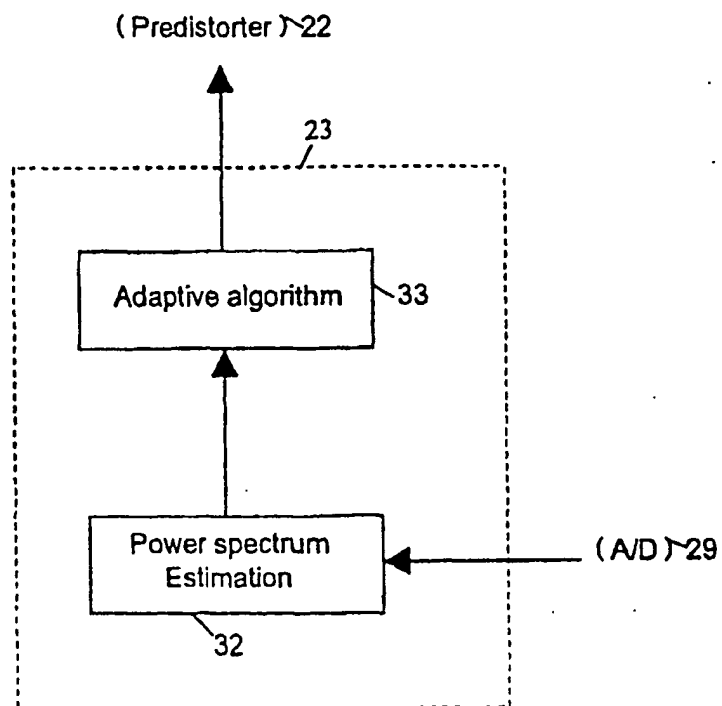 (Predistorter) 22
23
Adaptive algorithm
33
Power spectrum
Estimation
(A/D) 29
32